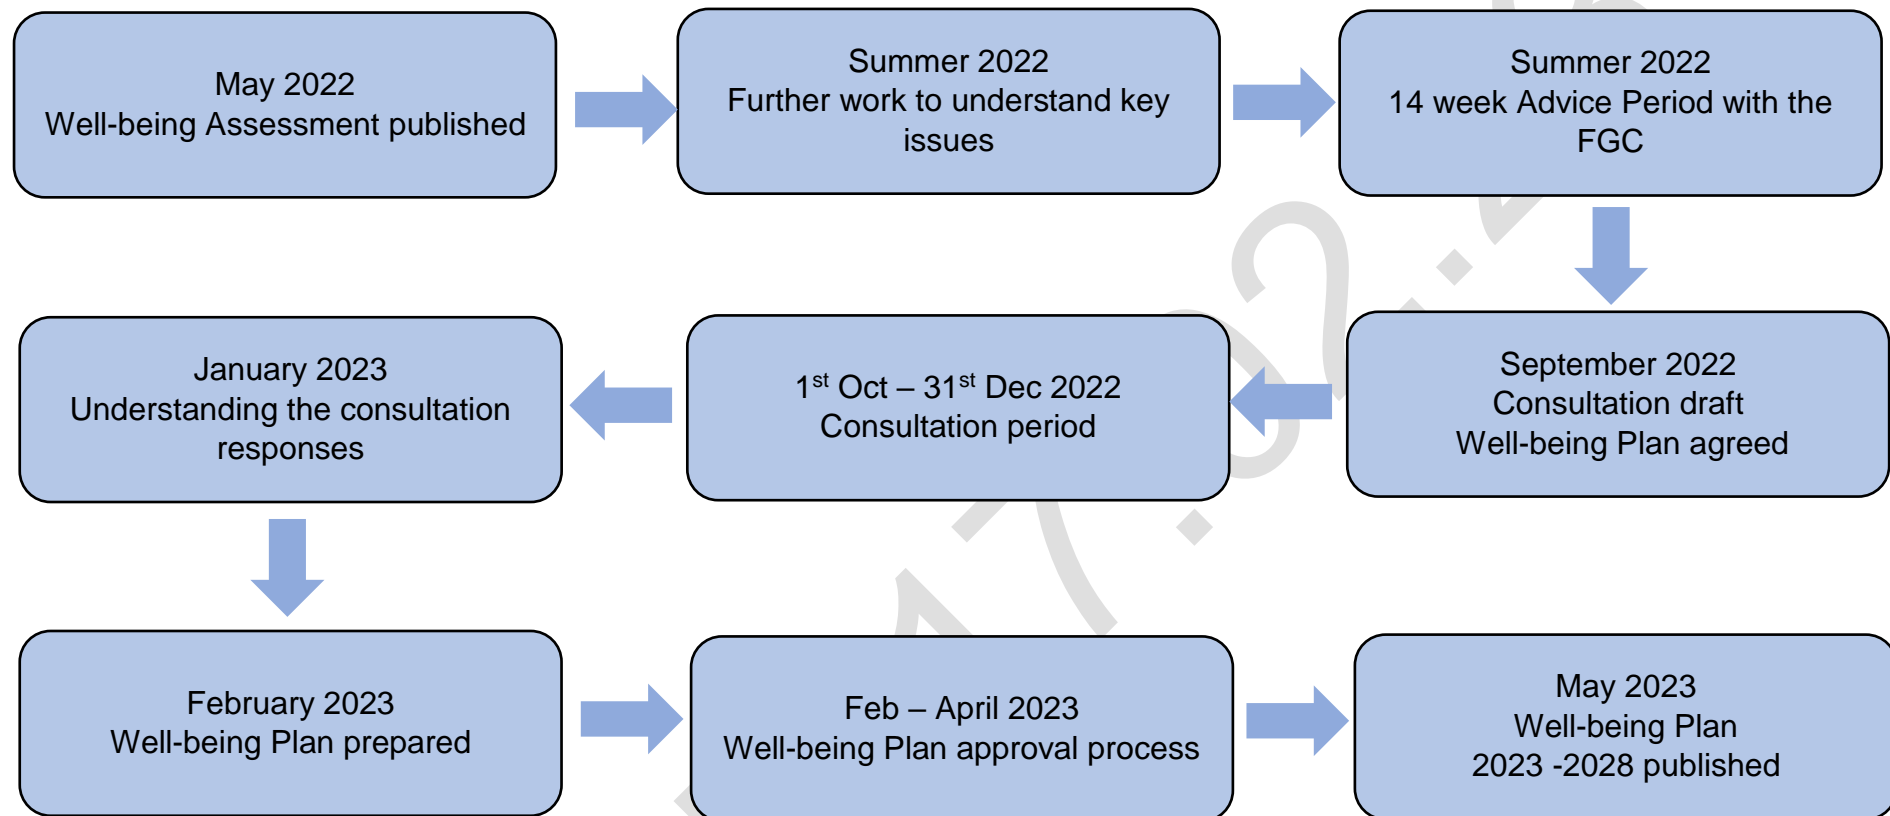 May 2022
Well-being Assessment published
Summer 2022
Further work to understand key
issues
Summer 2022
14 week Advice Period with the
FGC
September 2022
Consultation draft
Well-being Plan agreed
1st Oct – 31st Dec 2022
Consultation period
January 2023
Understanding the consultation
responses
February 2023
Well-being Plan prepared
Feb – April 2023
Well-being Plan approval process
May 2023
Well-being Plan
2023 -2028 published